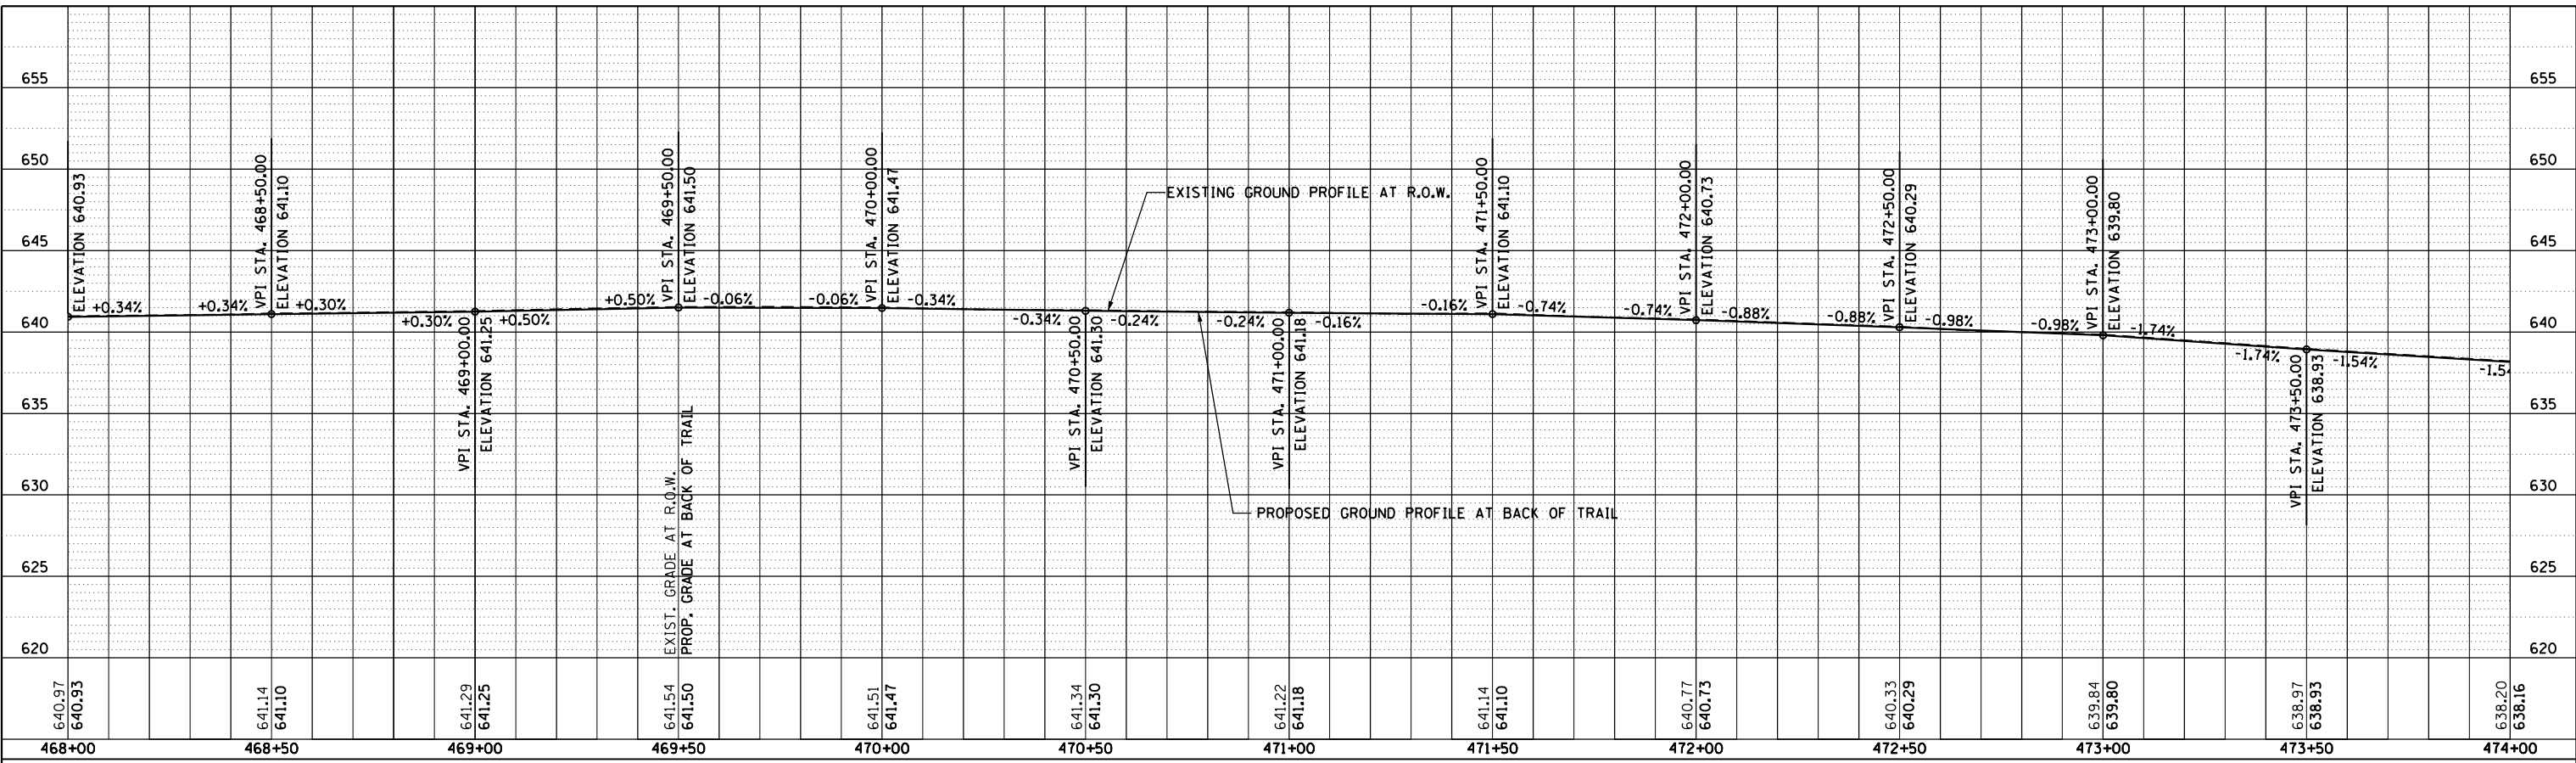 655
655
650
650
645
645
640
640
635
635
630
630
625
625
620
620
ELEVATION 640.93
+0.34%
+0.34%
VPI STA. 468+50.00
ELEVATION 641.10
+0.30%
+0.30%
VPI STA. 469+00.00
ELEVATION 641.25
+0.50%
+0.50%
VPI STA. 469+50.00
ELEVATION 641.50
-0.06%
-0.06%
VPI STA. 470+00.00
ELEVATION 641.47
-0.34%
-0.34%
VPI STA. 470+50.00
ELEVATION 641.30
-0.24%
-0.24%
VPI STA. 471+00.00
ELEVATION 641.18
-0.16%
-0.16%
VPI STA. 471+50.00
ELEVATION 641.10
-0.74%
-0.74%
VPI STA. 472+00.00
ELEVATION 640.73
-0.88%
-0.88%
VPI STA. 472+50.00
ELEVATION 640.29
-0.98%
-0.98%
VPI STA. 473+00.00
ELEVATION 639.80
-1.74%
-1.74%
VPI STA. 473+50.00
ELEVATION 638.93
-1.54%
-1.54
EXISTING GROUND PROFILE AT R.O.W.
PROPOSED GROUND PROFILE AT BACK OF TRAIL
EXIST. GRADE AT R.O.W.
PROP. GRADE AT BACK OF TRAIL
640.97
640.93
641.14
641.10
641.29
641.25
641.54
641.50
641.51
641.47
641.34
641.30
641.22
641.18
641.14
641.10
640.77
640.73
640.33
640.29
639.84
639.80
638.97
638.93
638.20
638.16
468+00
468+50
469+00
469+50
470+00
470+50
471+00
471+50
472+00
472+50
473+00
473+50
474+00